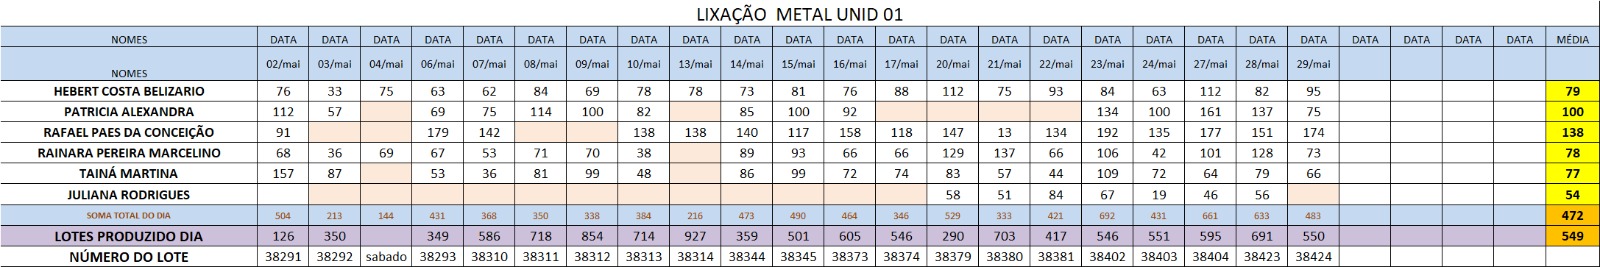 LIXAÇÃO METAL UNID 01
NOMES DATA DATA DATA DATA DATA DATA DATA DATA DATA DATA DATA DATA DATA DATA DATA DATA DATA DATA DATA DATA DATA DATA DATA DATA DATA MÉDIA
NOMES 02/mai 03/mai 04/mai 06/mai 07/mai 08/mai 09/mai 10/mai 13/mai 14/mai 15/mai 16/mai 17/mai 20/mai 21/mai 22/mai 23/mai 24/mai 27/mai 28/mai 29/mai
HEBERT COSTA BELIZARIO 76 33 75 63 62 84 69 78 78 73 81 76 88 112 75 93 84 63 112 82 95 79
PATRICIA ALEXANDRA 112 57 69 75 114 100 82 85 100 92 134 100 161 137 75 100
RAFAEL PAES DA CONCEIÇÃO 91 179 142 138 138 140 117 158 118 147 13 134 192 135 177 151 174 138
RAINARA PEREIRA MARCELINO 68 36 69 67 53 71 70 38 89 93 66 66 129 137 66 106 42 101 128 73 78
TAINÁ MARTINA 157 87 53 36 81 99 48 86 99 72 74 83 57 44 109 72 64 79 66 77
JULIANA RODRIGUES 58 51 84 67 19 46 56 54
SOMA TOTAL DO DIA 504 213 144 431 368 350 338 384 216 473 490 464 346 529 333 421 692 431 661 633 483 472
LOTES PRODUZIDO DIA 126 350 349 586 718 854 714 927 359 501 605 546 290 703 417 546 551 595 691 550 549
NÚMERO DO LOTE 38291 38292 sabado 38293 38310 38311 38312 38313 38314 38344 38345 38373 38374 38379 38380 38381 38402 38403 38404 38423 38424